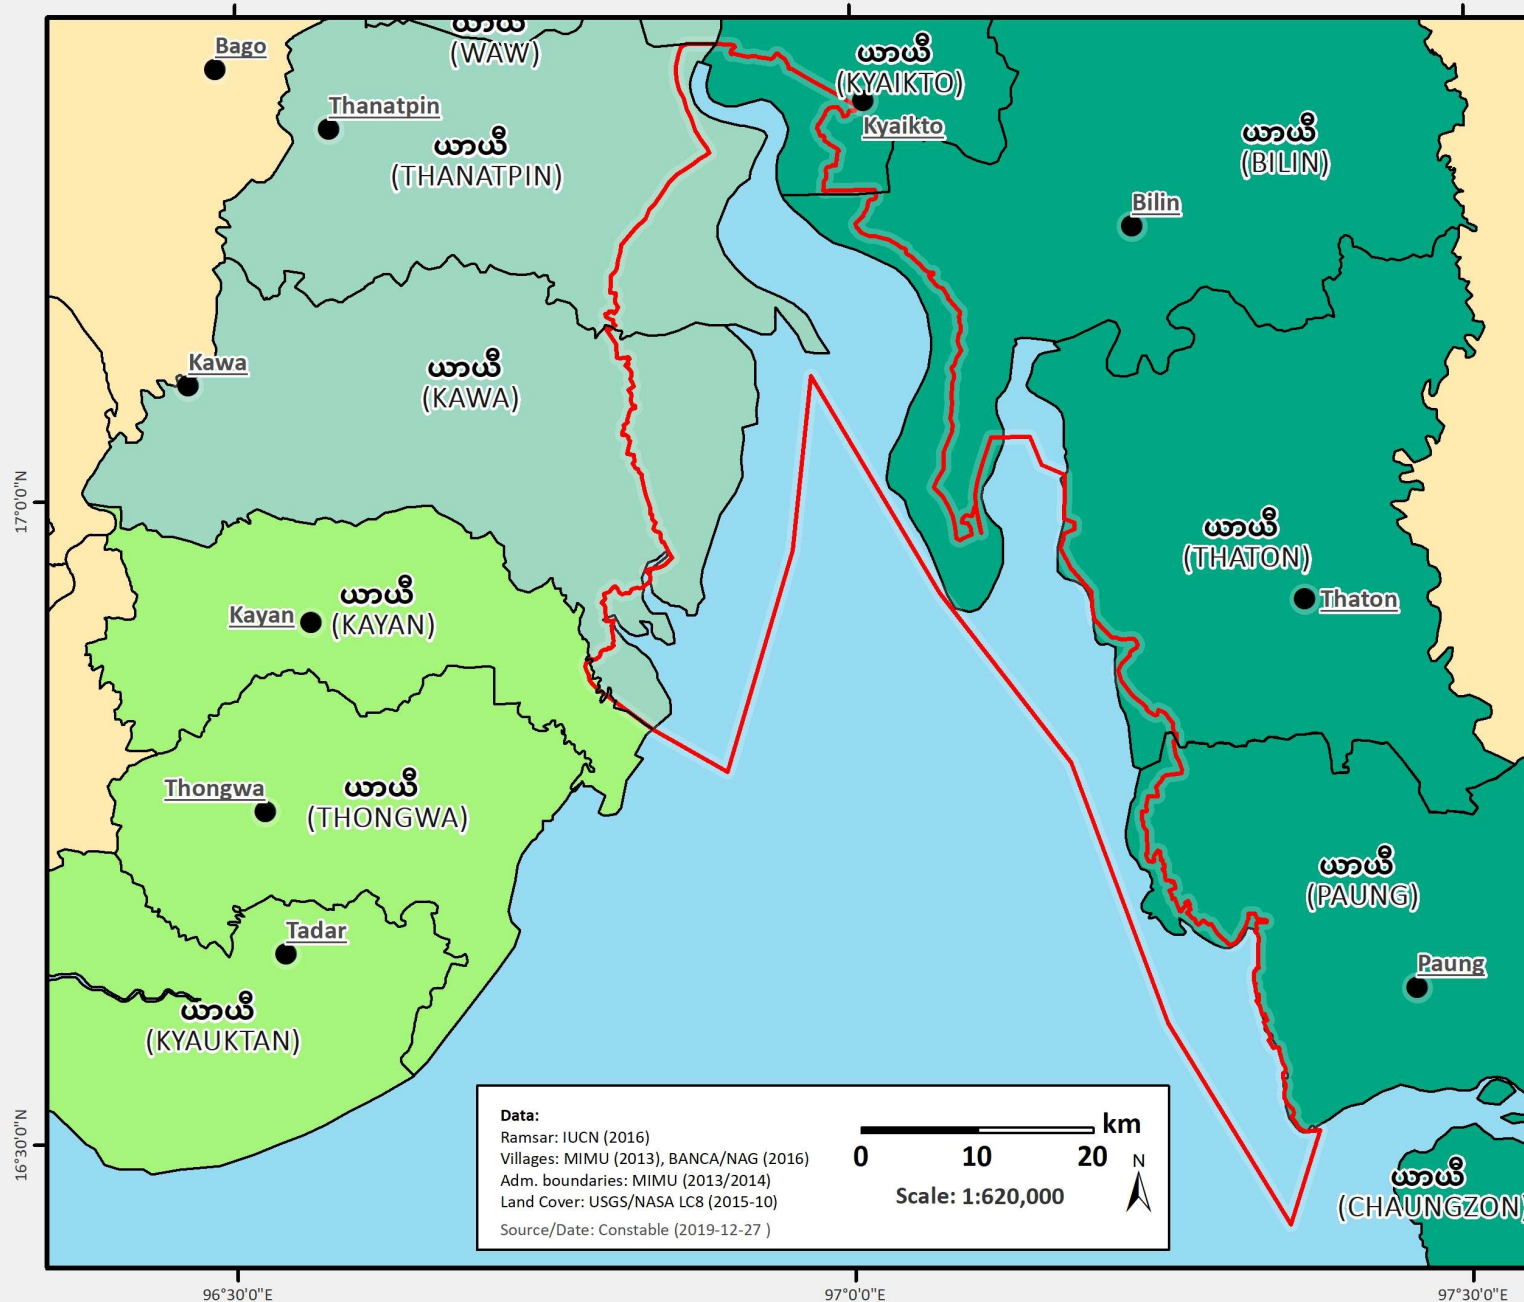 ယာယီ
(WAW)
Bago
Thanatpin
ယာယီ
(THANATPIN)
ယာယီ
(KYAIKTO)
Kyaikto
ယာယီ
(BILIN)
Bilin
Kawa
ယာယီ
(KAWA)
17°0'0"N
ယာယီ
(THATON)
Thaton
Kayan
ယာယီ
(KAYAN)
Thongwa
ယာယီ
(THONGWA)
ယာယီ
(PAUNG)
Paung
Tadar
ယာယီ
(KYAUKTAN)
16°30'0"N
Data:
Ramsar: IUCN (2016)
Villages: MIMU (2013), BANCA/NAG (2016)
Adm. boundaries: MIMU (2013/2014)
Land Cover: USGS/NASA LC8 (2015-10)
Source/Date: Constable (2019-12-27 )
km
0 10 20
N
Scale: 1:620,000
ယာယီ
(CHAUNGZON)
96°30'0"E 97°0'0"E 97°30'0"E